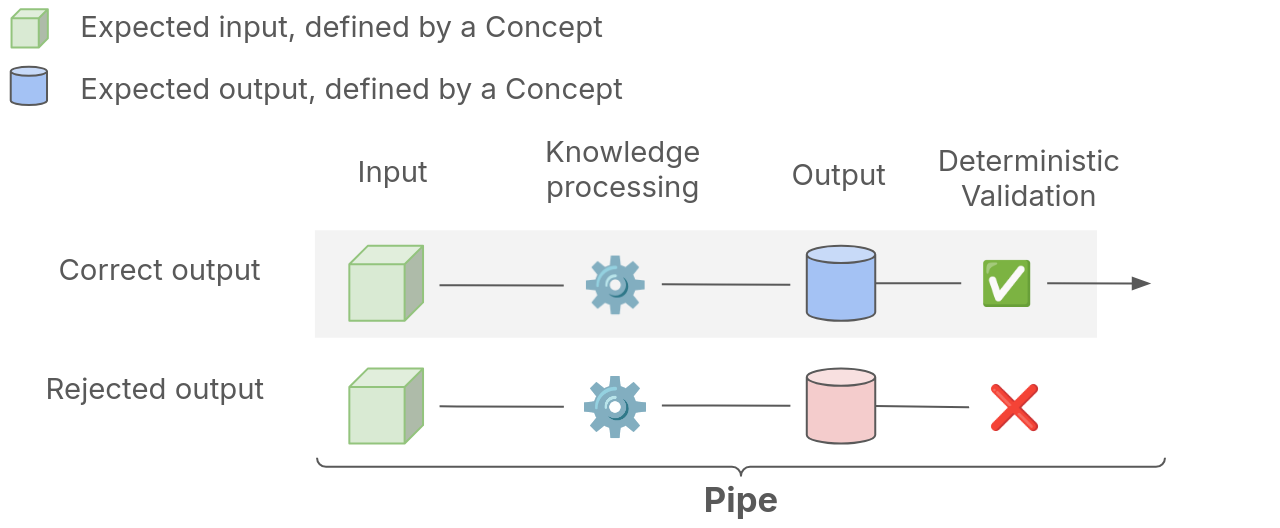 Expected input, defined by a Concept
Expected output, defined by a Concept
Input
Knowledge
processing
Output
Deterministic
Validation
Correct output
Rejected output
Pipe